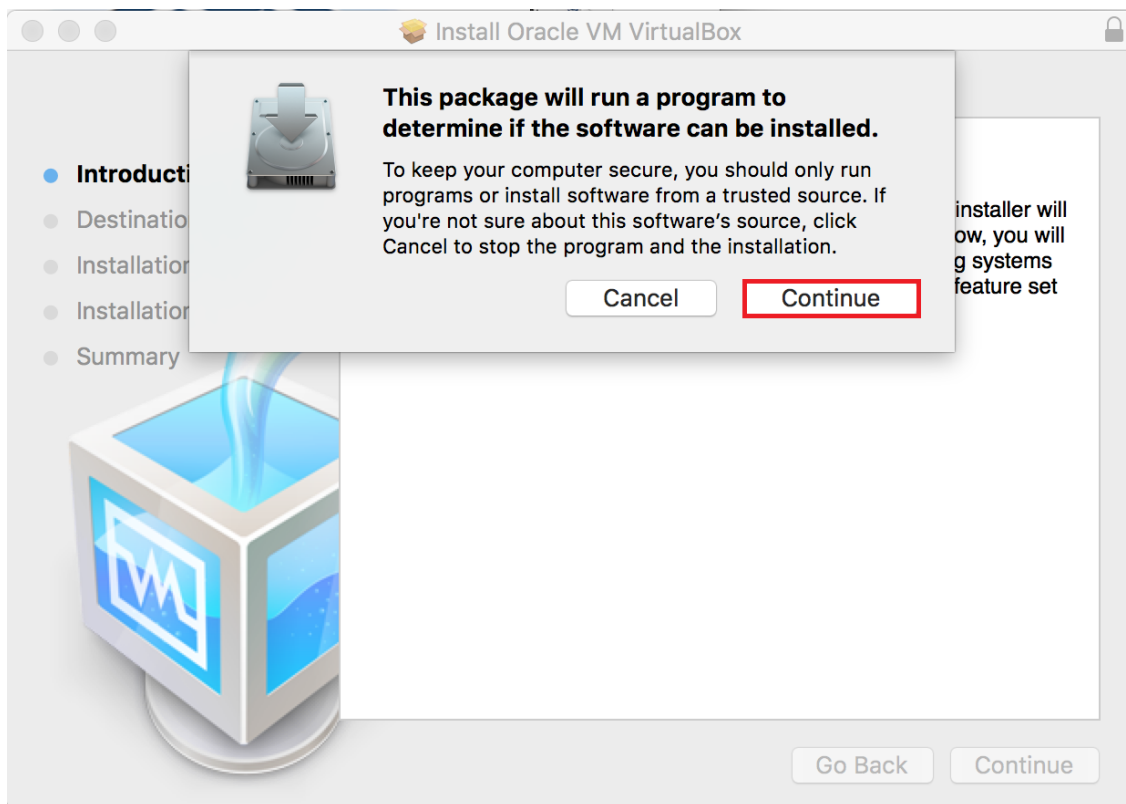 Install Oracle VM VirtualBox
This package will run a program to
determine if the software can be installed.
To keep your computer secure, you should only run
programs or install software from a trusted source. If
you're not sure about this software's source, click
Cancel to stop the program and the installation.
Cancel
Continue
Introducti
Destinatio
Installation
Installation
Summary
installer will
ow, you will
g systems
feature set
Go Back
Continue